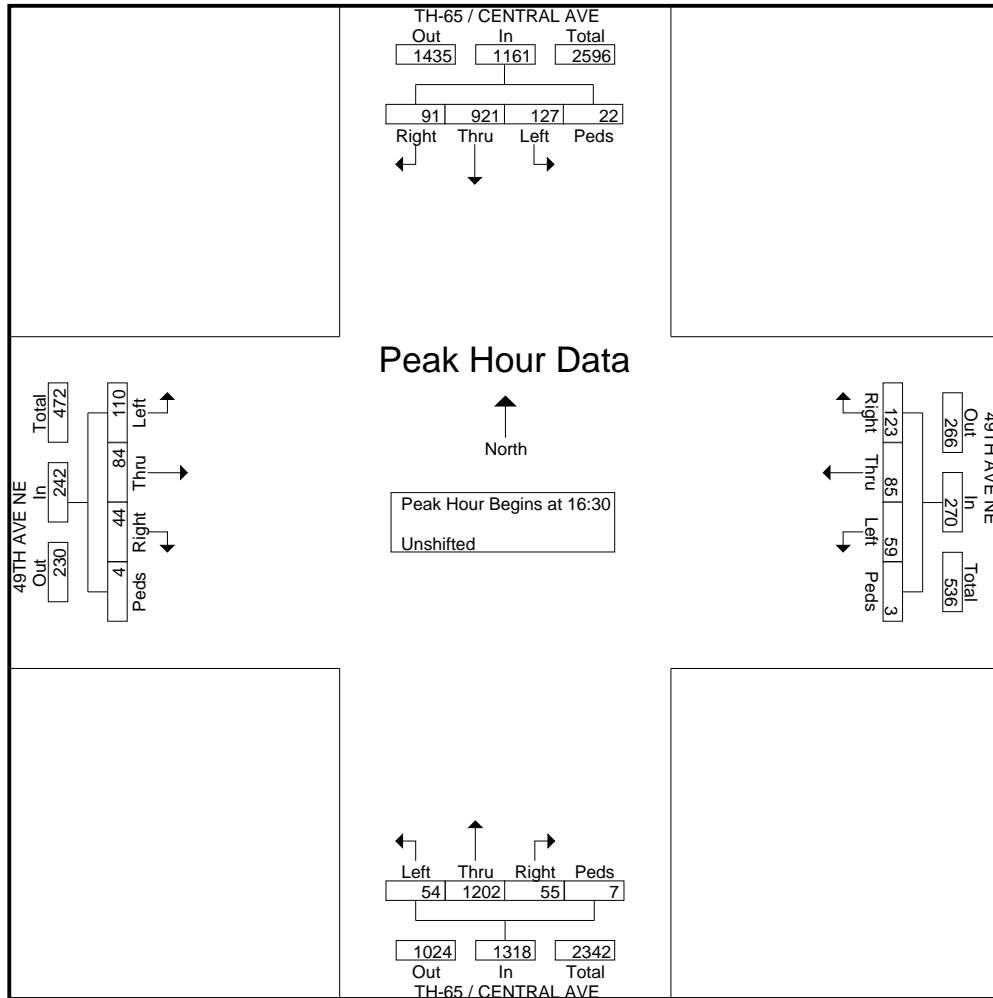 TH-65 / CENTRAL AVE
Out In Total
1435 1161 2596
91 921 127 22
Right Thru Left Peds
Peak Hour Data
North
Peak Hour Begins at 16:30
Unshifted
49TH AVE NE
Total In Out
472 242 230
110 84 44 4
Left Thru Right Peds
49TH AVE NE
Out In Total
266 270 536
123 85 59 3
Right Thru Left Peds
Left Thru Right Peds
54 1202 55 7
1024 1318 2342
Out In Total
TH-65 / CENTRAL AVE